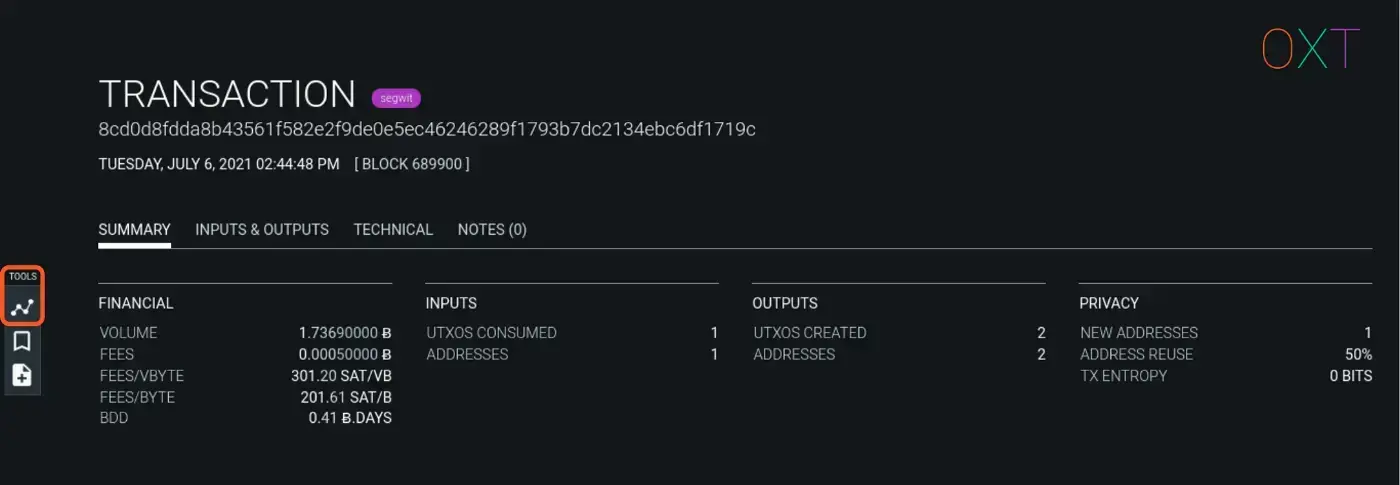 OXT
TRANSACTION segwit
8cd0d8fdda8b43561f582e2f9de0e5ec46246289f1793b7dc2134ebc6df1719c
TUESDAY, JULY 6, 2021 02:44:48 PM [ BLOCK 689900 ]
SUMMARY INPUTS & OUTPUTS TECHNICAL NOTES (0)
TOOLS
FINANCIAL
VOLUME 1.73690000 Ƀ
FEES 0.00050000 Ƀ
FEES/VBYTE 301.20 SAT/VB
FEES/BYTE 201.61 SAT/B
BDD 0.41 Ƀ.DAYS
INPUTS
UTXOS CONSUMED 1
ADDRESSES 1
OUTPUTS
UTXOS CREATED 2
ADDRESSES 2
PRIVACY
NEW ADDRESSES 1
ADDRESS REUSE 50%
TX ENTROPY 0 BITS